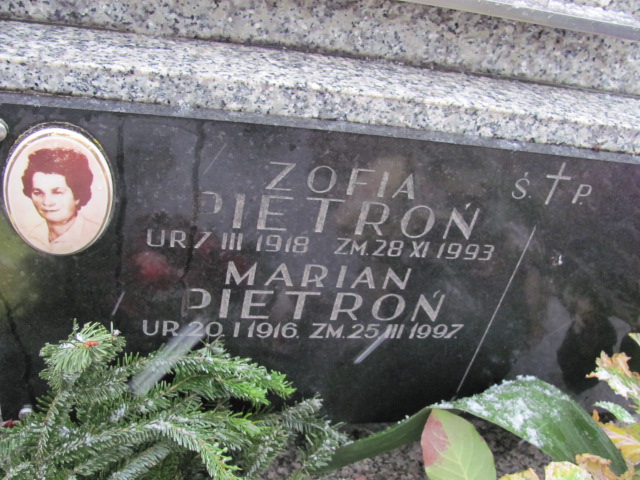 ZOFIA
PIETROŃ
UR 7 III 1918 ZM. 28 XI 1993
MARIAN
PIETROŃ
UR 20 I 1916. ZM. 25 III 1997.
Ś. P.